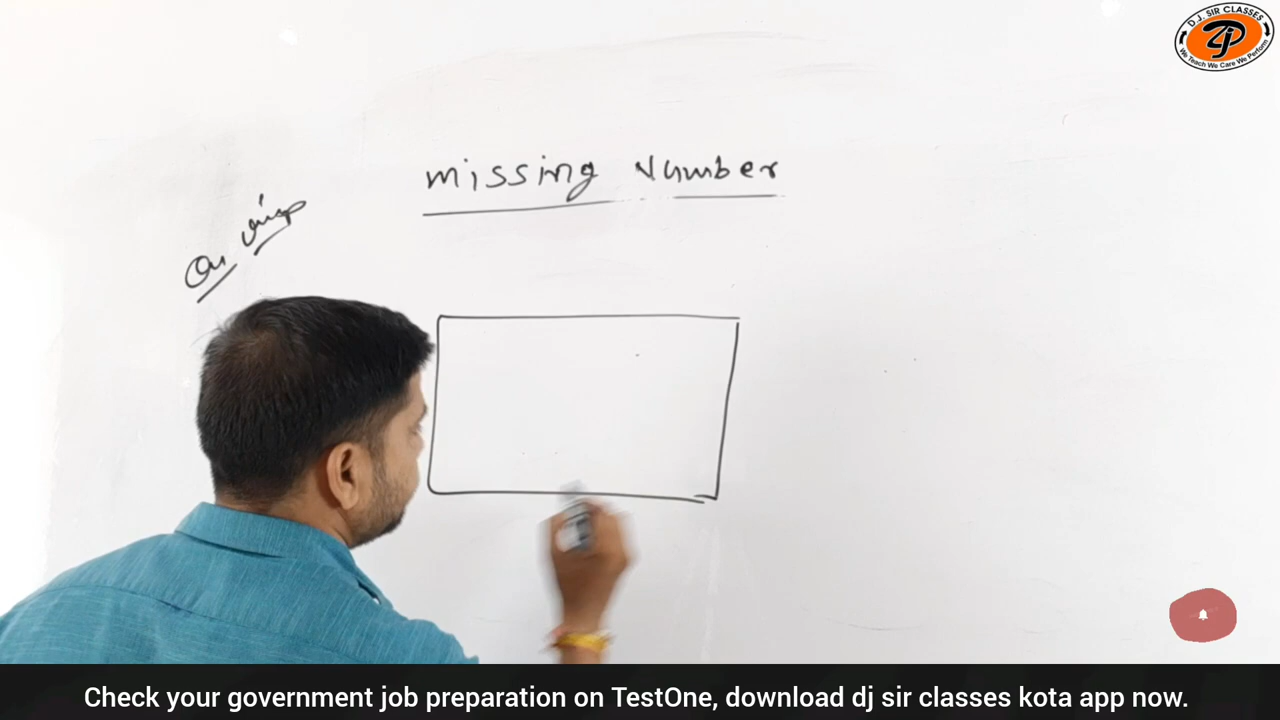 D.J. SIR CLASSES
We Teach We Care We Perform
missing Number
Check your government job preparation on TestOne, download dj sir classes kota app now.